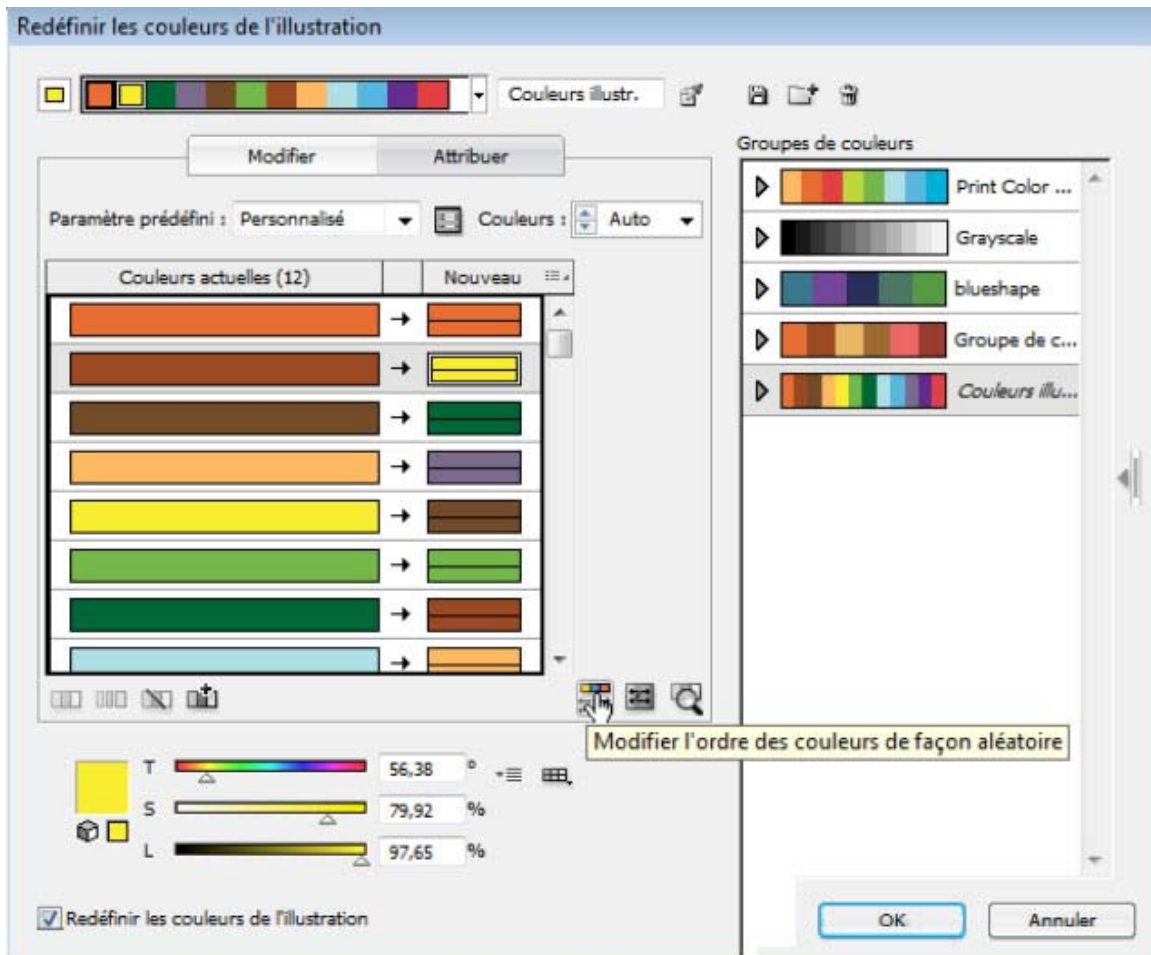 Redéfinir les couleurs de l'illustration
Couleurs illustr.
Modifier
Attribuer
Paramètre prédéfini : Personnalisé
Couleurs : Auto
Couleurs actuelles (12)
Nouveau
Modifier l'ordre des couleurs de façon aléatoire
T 56,38 °
S 79,92 %
L 97,65 %
Redéfinir les couleurs de l'illustration
Groupes de couleurs
Print Color ...
Grayscale
blueshape
Groupe de c...
Couleurs illu...
OK
Annuler